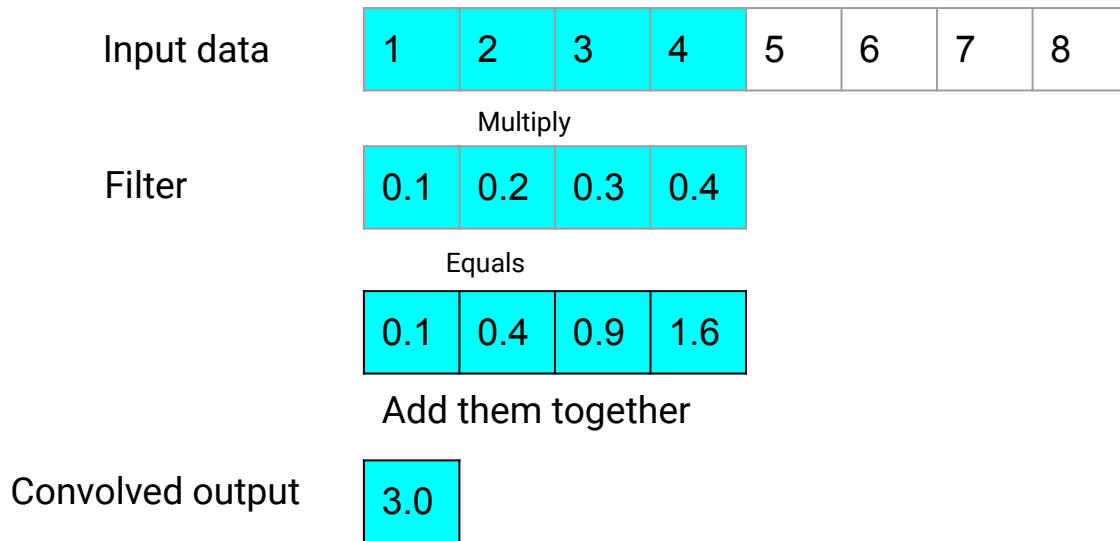 Input data 1 2 3 4 5 6 7 8
Multiply
Filter 0.1 0.2 0.3 0.4
Equals
0.1 0.4 0.9 1.6
Add them together
Convolved output 3.0